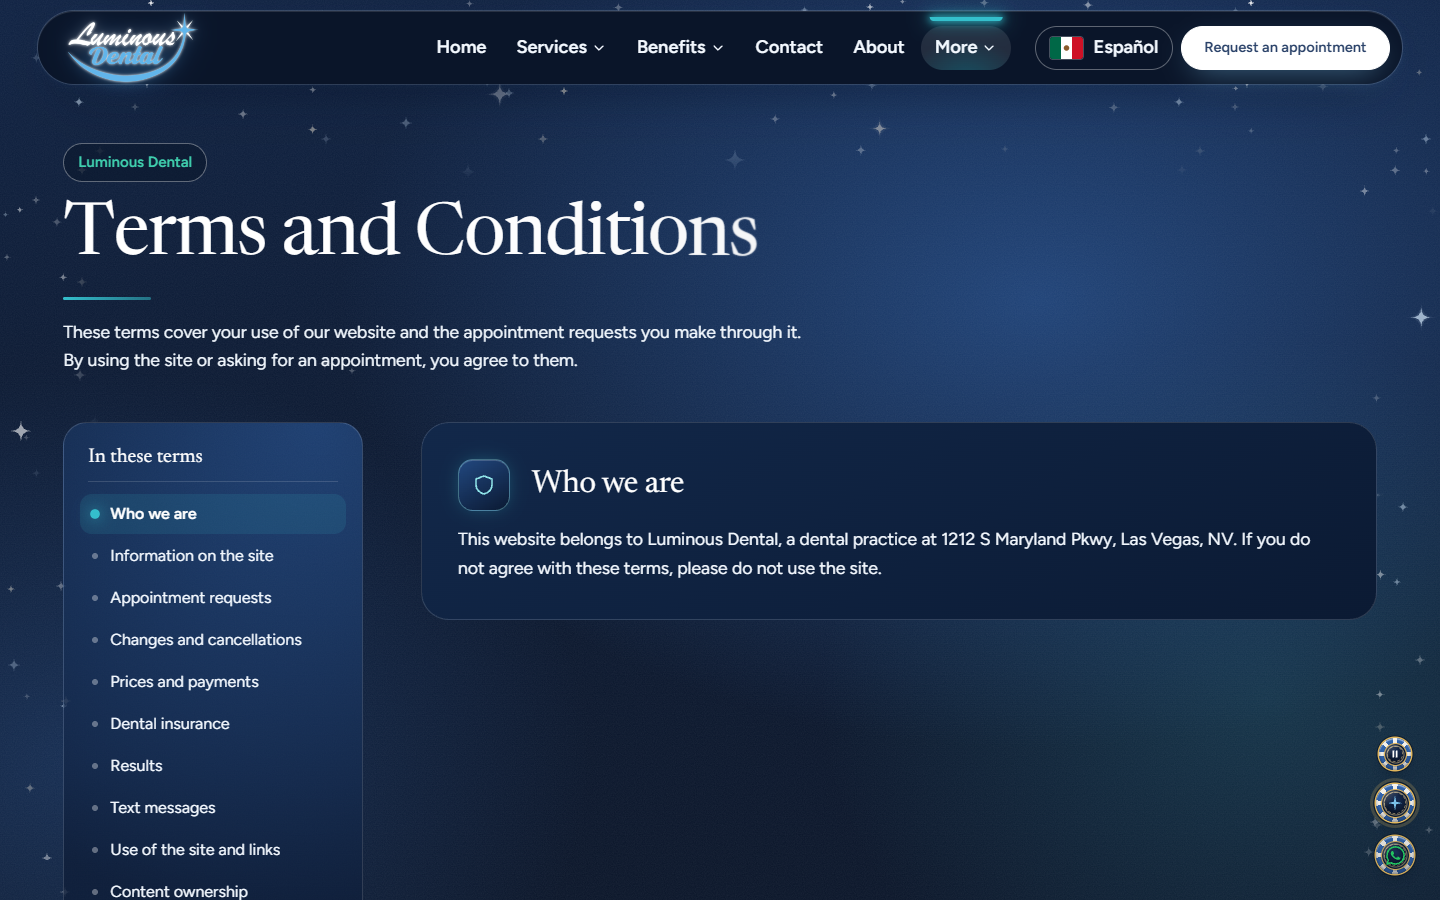 Luminous
Dental
Home
Services
Benefits
Contact
About
More
Español
Request an appointment
Luminous Dental
Terms and Conditions
These terms cover your use of our website and the appointment requests you make through it.
By using the site or asking for an appointment, you agree to them.
In these terms
Who we are
Information on the site
Appointment requests
Changes and cancellations
Prices and payments
Dental insurance
Results
Text messages
Use of the site and links
Content ownership
Who we are
This website belongs to Luminous Dental, a dental practice at 1212 S Maryland Pkwy, Las Vegas, NV. If you do
not agree with these terms, please do not use the site.